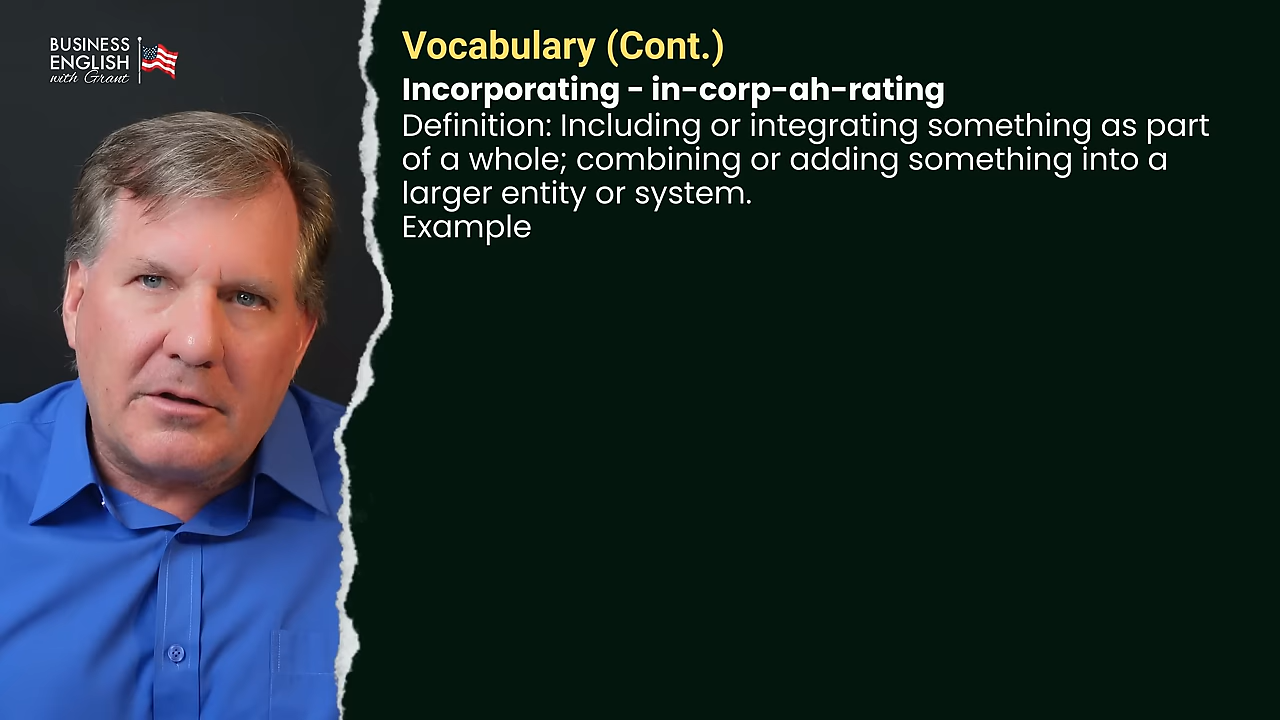 BUSINESS
ENGLISH
with Grant
Vocabulary (Cont.)
Incorporating - in-corp-ah-rating
Definition: Including or integrating something as part
of a whole; combining or adding something into a
larger entity or system.
Example